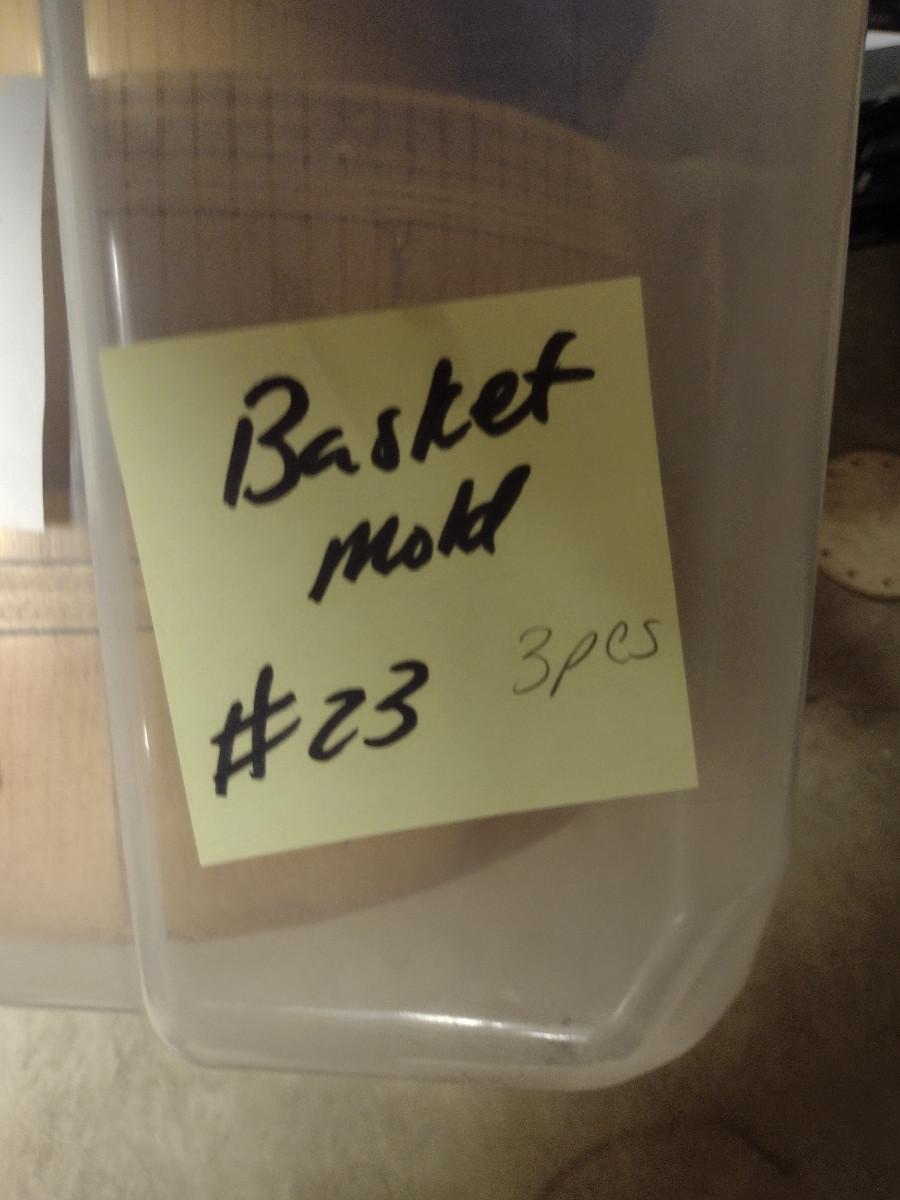 Basket
Mold
#23 3pcs